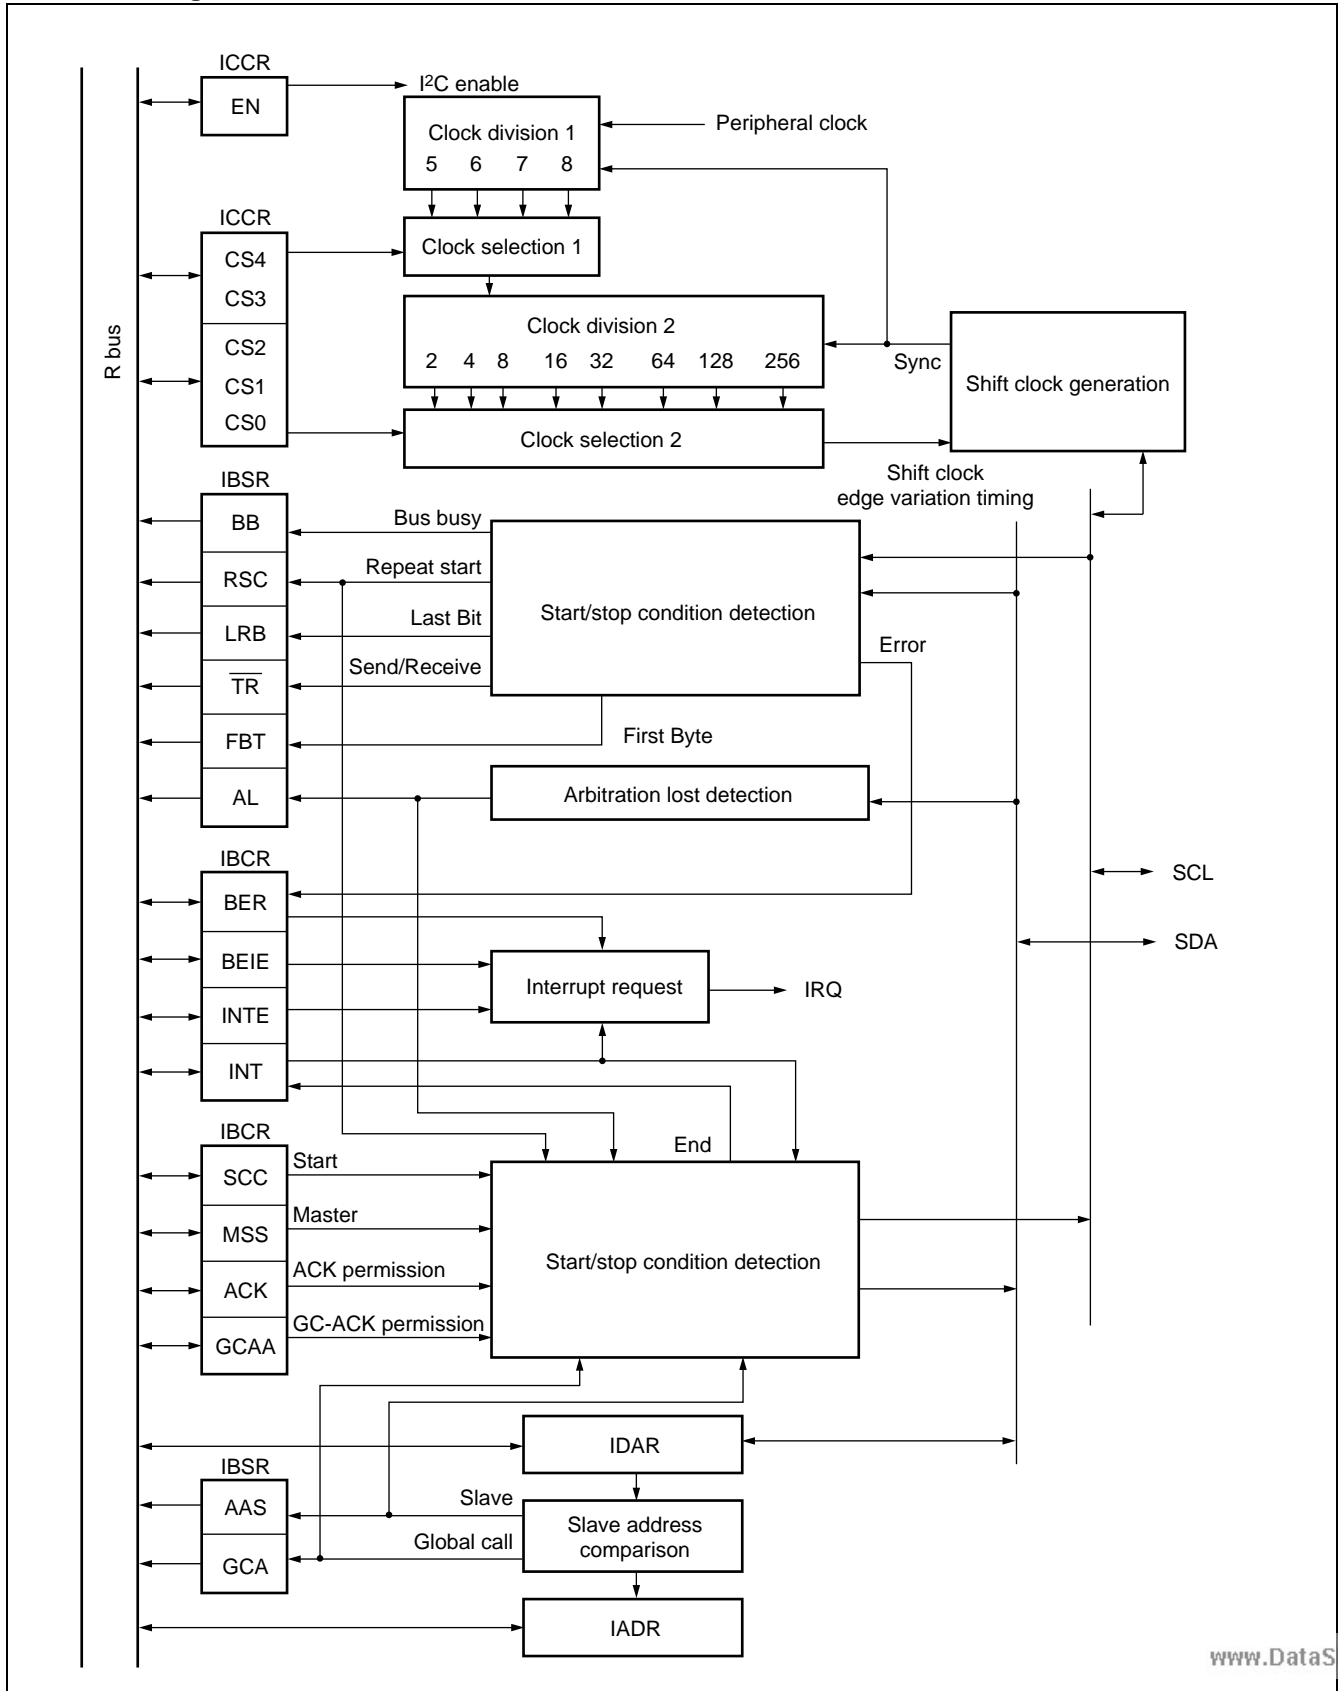 ICCR
EN
I²C enable
Clock division 1
5 6 7 8
Peripheral clock
ICCR
CS4
CS3
CS2
CS1
CS0
Clock selection 1
Clock division 2
2 4 8 16 32 64 128 256
Sync
Shift clock generation
Clock selection 2
Shift clock
edge variation timing
R bus
IBSR
BB
RSC
LRB
TR
FBT
AL
Bus busy
Repeat start
Last Bit
Send/Receive
First Byte
Start/stop condition detection
Error
Arbitration lost detection
IBCR
BER
BEIE
INTE
INT
Interrupt request
IRQ
SCL
SDA
End
IBCR
SCC
MSS
ACK
GCAA
Start
Master
ACK permission
GC-ACK permission
Start/stop condition detection
IDAR
IBSR
AAS
GCA
Slave
Global call
Slave address
comparison
IADR
www.DataS